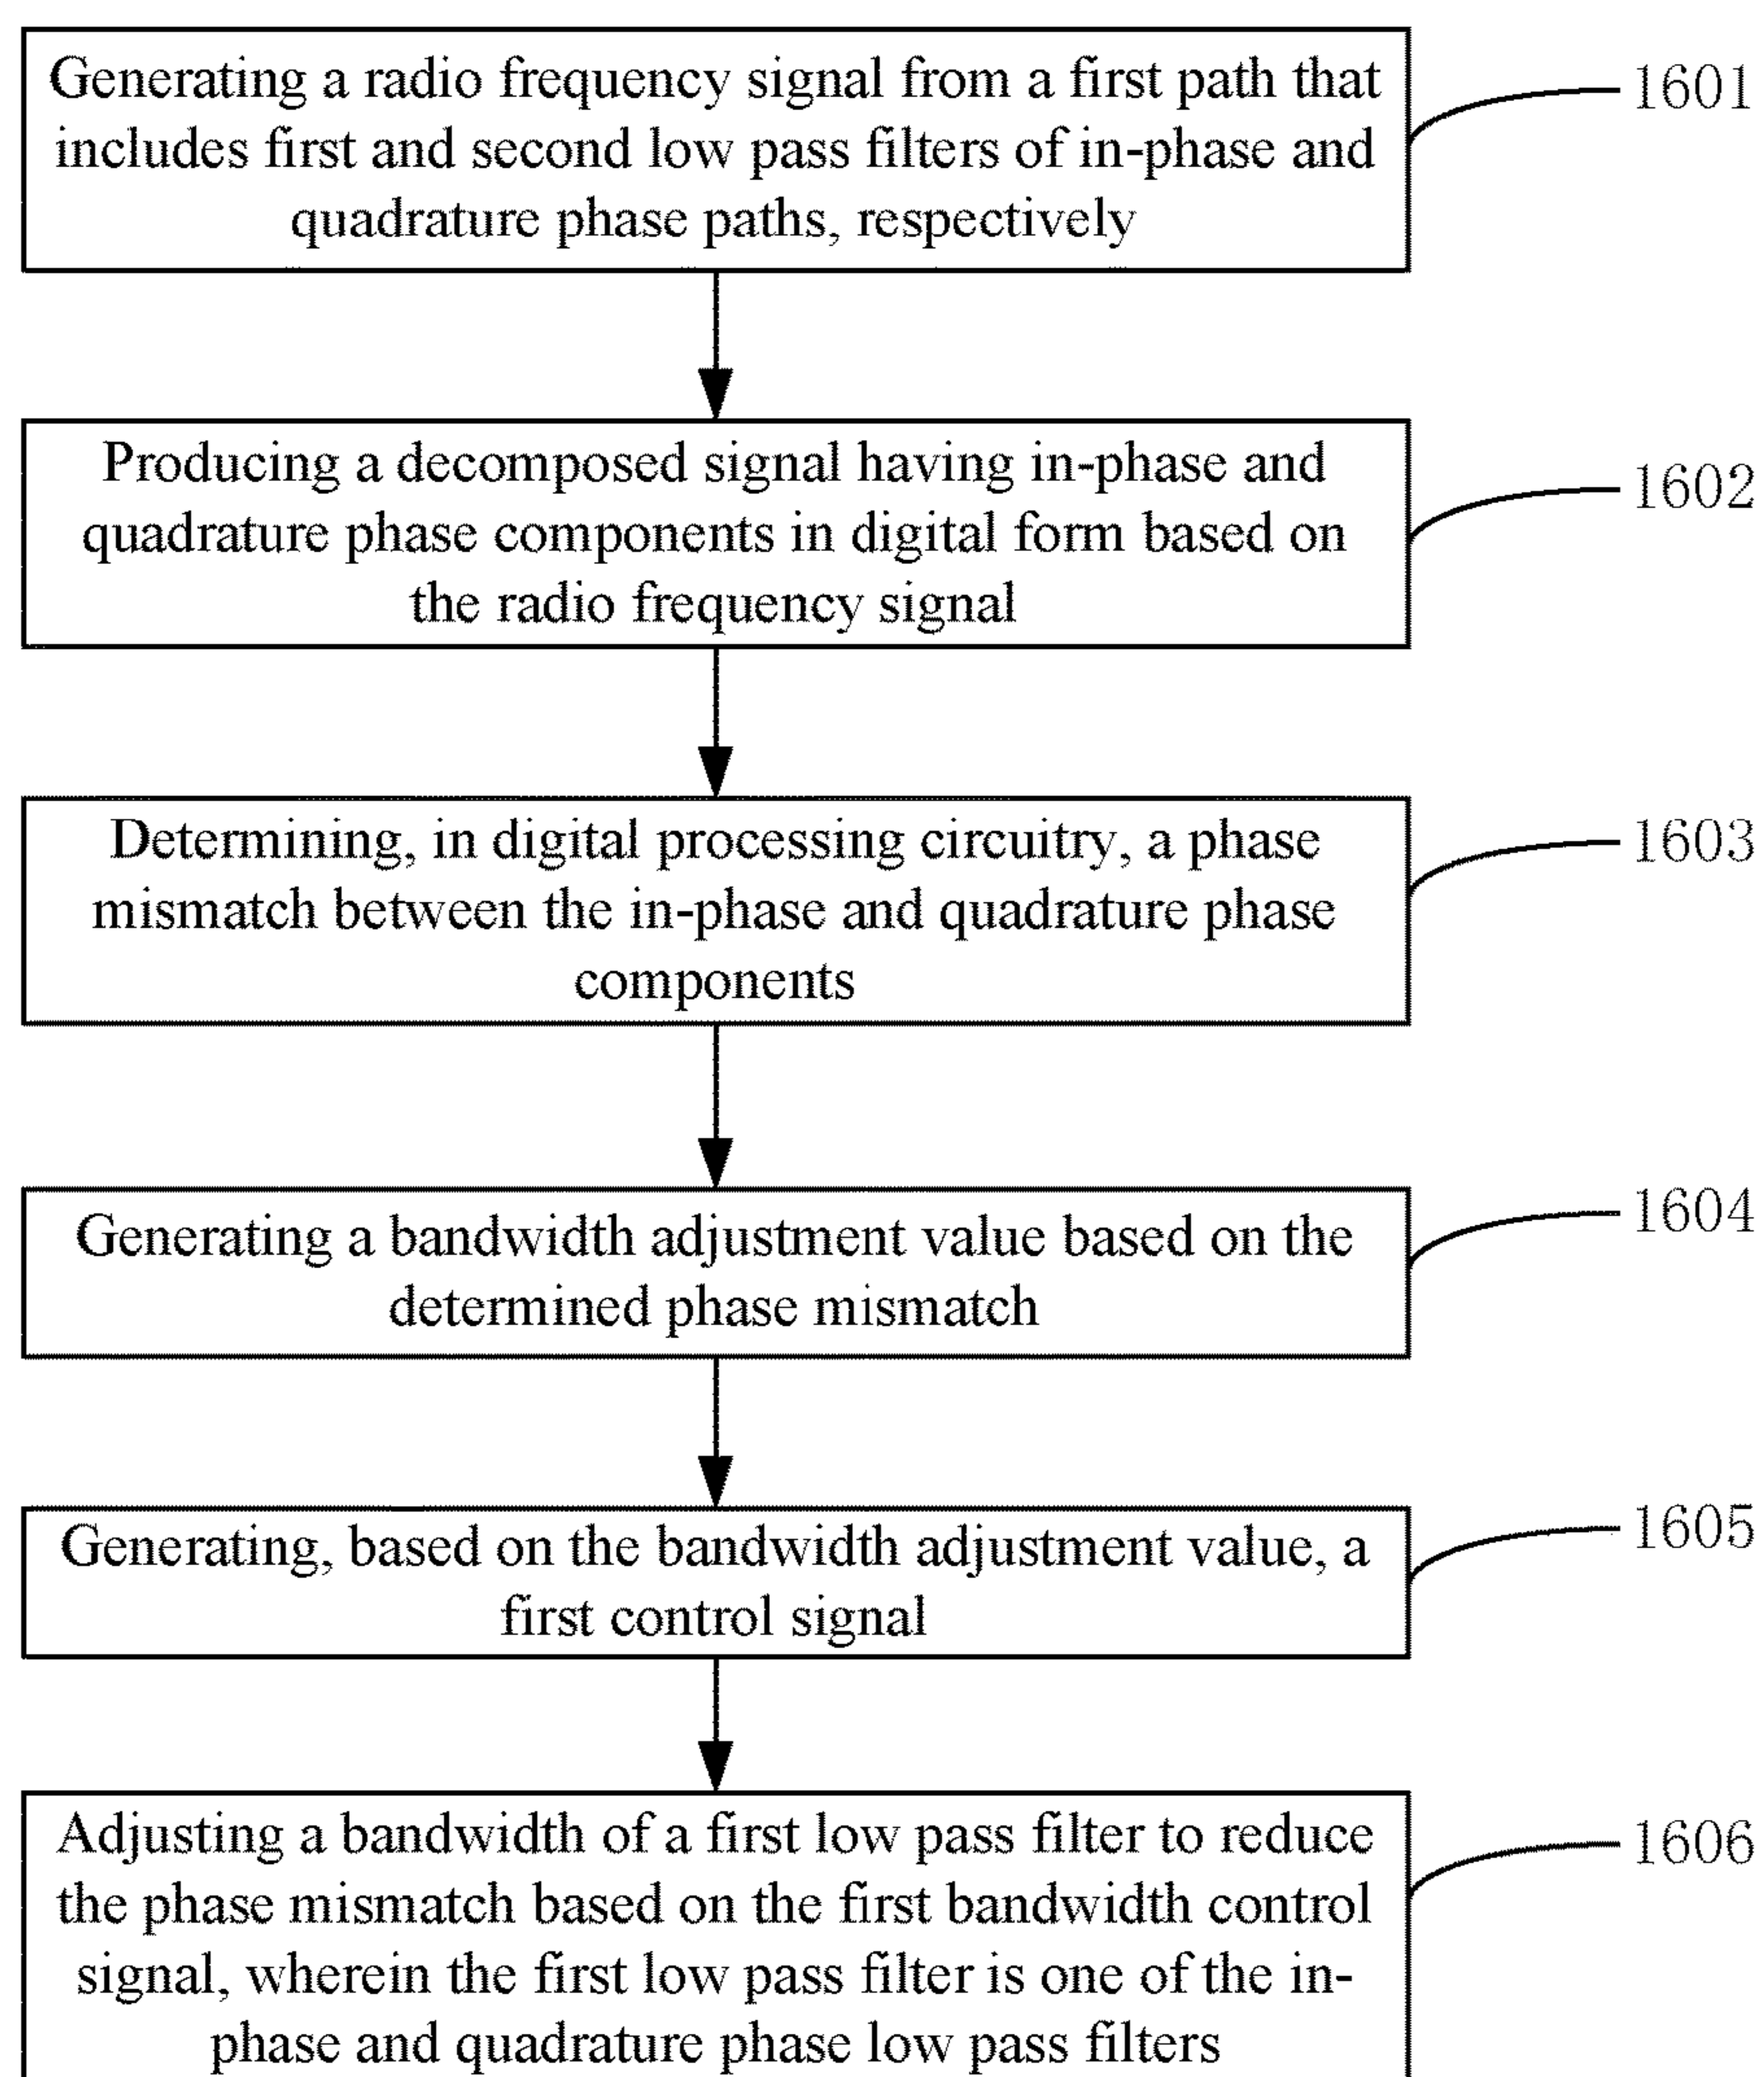 Generating a radio frequency signal from a first path that
includes first and second low pass filters of in-phase and
quadrature phase paths, respectively
1601
Producing a decomposed signal having in-phase and
quadrature phase components in digital form based on
the radio frequency signal
1602
Determining, in digital processing circuitry, a phase
mismatch between the in-phase and quadrature phase
components
1603
Generating a bandwidth adjustment value based on the
determined phase mismatch
1604
Generating, based on the bandwidth adjustment value, a
first control signal
1605
Adjusting a bandwidth of a first low pass filter to reduce
the phase mismatch based on the first bandwidth control
signal, wherein the first low pass filter is one of the in-
phase and quadrature phase low pass filters
1606